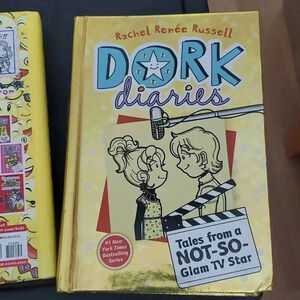 Rachel Renée Russell
DORK
diaries
#1 New
York Times
Bestselling
Series
Tales from a
NOT-SO-
Glam TV Star